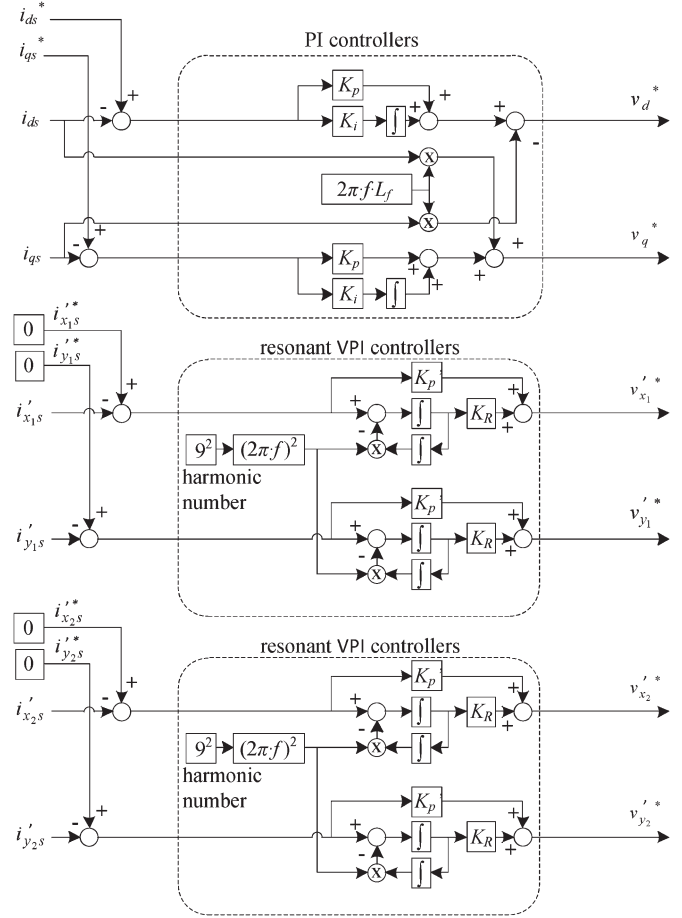 i_ds*
i_qs*
PI controllers
+
K_p
+
+
v_d*
i_ds
-
K_i
∫
+
-
x
2π·f·L_f
x
+
+
v_q*
i_qs
-
K_p
+
+
K_i
∫
+
0
i'_x1s*
0
i'_y1s*
resonant VPI controllers
+
K_p
+
v'_x1*
i'_x1s
-
+
∫
K_R
+
-
9²
(2π·f)²
x
∫
harmonic
number
+
K_p
+
v'_y1*
i'_y1s
-
+
∫
K_R
+
-
x
∫
0
i'_x2s*
0
i'_y2s*
resonant VPI controllers
+
K_p
+
v'_x2*
i'_x2s
-
+
∫
K_R
+
-
9²
(2π·f)²
x
∫
harmonic
number
+
K_p
+
v'_y2*
i'_y2s
-
+
∫
K_R
+
-
x
∫